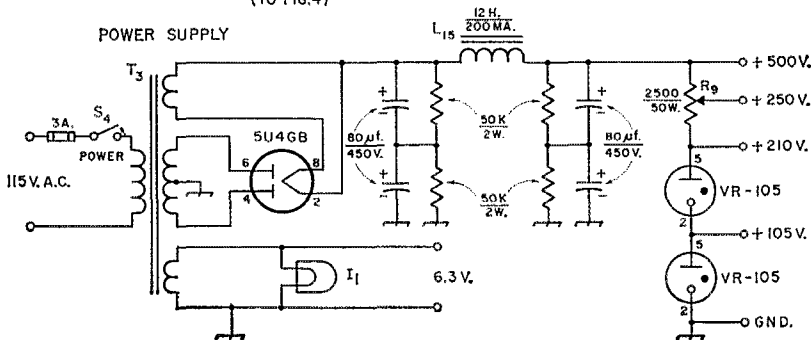 (TO FIG.4)
POWER SUPPLY
12 H.
200 MA.
L15
T3
+ 500 V.
3A.
S4
POWER
115 V. A.C.
5U4GB
6
8
4
2
80 µf.
450 V.
50 K
2 W.
50 K
2 W.
80 µf.
450 V.
2500
50 W.
R9
+ 250 V.
+ 210 V.
5
VR-105
2
+ 105 V.
5
VR-105
2
GND.
I1
6.3 V.